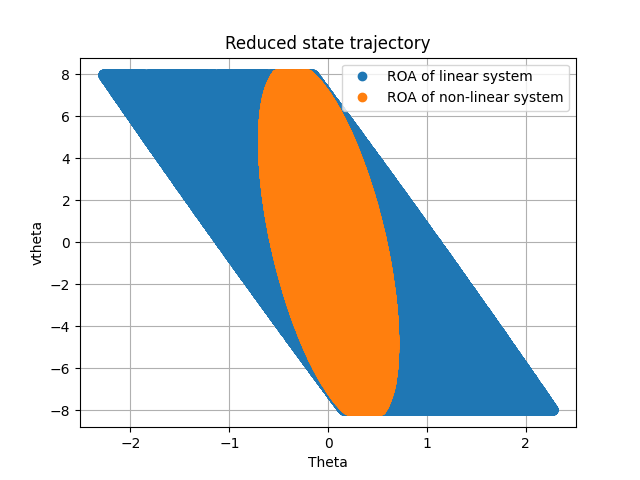 Reduced state trajectory
ROA of linear system
ROA of non-linear system
8
6
4
2
0
−2
−4
−6
−8
vtheta
−2
−1
0
1
2
Theta